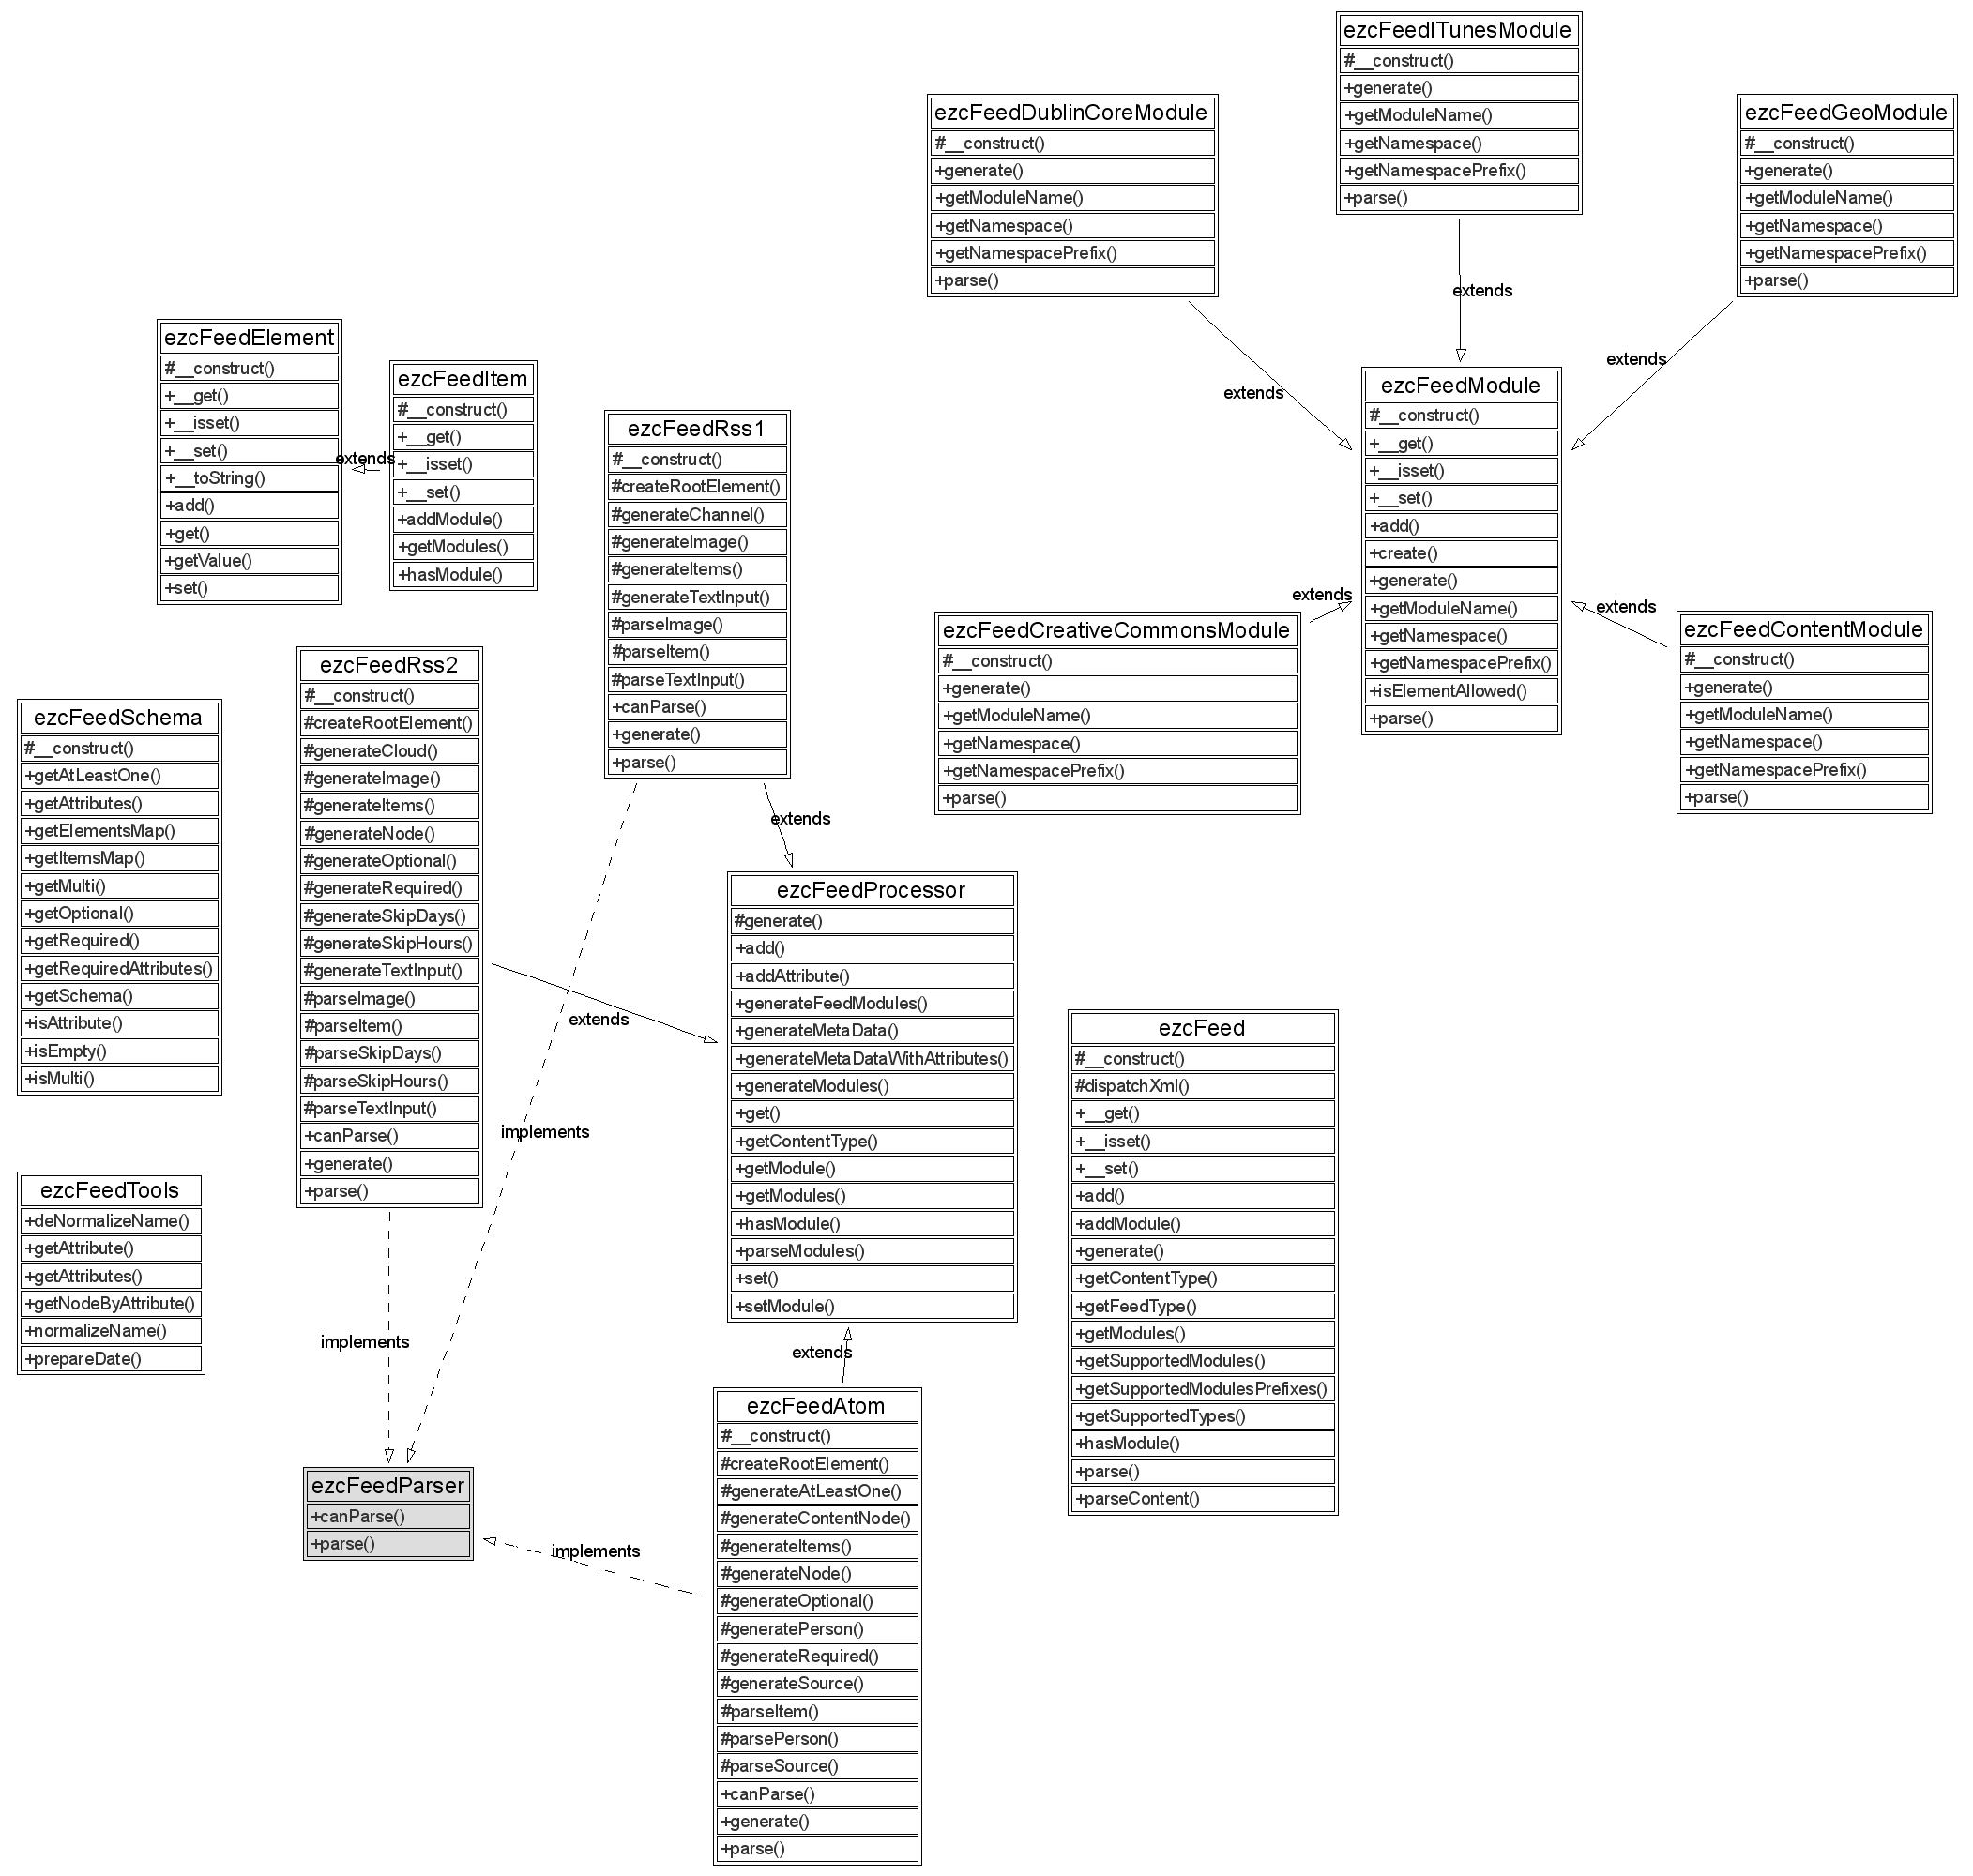 ezcFeedITunesModule
#__construct()
+generate()
+getModuleName()
+getNamespace()
+getNamespacePrefix()
+parse()
extends
ezcFeedDublinCoreModule
#__construct()
+generate()
+getModuleName()
+getNamespace()
+getNamespacePrefix()
+parse()
extends
ezcFeedGeoModule
#__construct()
+generate()
+getModuleName()
+getNamespace()
+getNamespacePrefix()
+parse()
extends
ezcFeedElement
#__construct()
+__get()
+__isset()
+__set()
+__toString()
+add()
+get()
+getValue()
+set()
extends
ezcFeedItem
#__construct()
+__get()
+__isset()
+__set()
+addModule()
+getModules()
+hasModule()
ezcFeedRss1
#__construct()
#createRootElement()
#generateChannel()
#generateImage()
#generateItems()
#generateTextInput()
#parseImage()
#parseItem()
#parseTextInput()
+canParse()
+generate()
+parse()
extends
ezcFeedModule
#__construct()
+__get()
+__isset()
+__set()
+add()
+create()
+generate()
+getModuleName()
+getNamespace()
+getNamespacePrefix()
+isElementAllowed()
+parse()
extends
ezcFeedCreativeCommonsModule
#__construct()
+generate()
+getModuleName()
+getNamespace()
+getNamespacePrefix()
+parse()
extends
ezcFeedContentModule
#__construct()
+generate()
+getModuleName()
+getNamespace()
+getNamespacePrefix()
+parse()
ezcFeedSchema
#__construct()
+getAtLeastOne()
+getAttributes()
+getElementsMap()
+getItemsMap()
+getMulti()
+getOptional()
+getRequired()
+getRequiredAttributes()
+getSchema()
+isAttribute()
+isEmpty()
+isMulti()
ezcFeedRss2
#__construct()
#createRootElement()
#generateCloud()
#generateImage()
#generateItems()
#generateNode()
#generateOptional()
#generateRequired()
#generateSkipDays()
#generateSkipHours()
#generateTextInput()
#parseImage()
#parseItem()
#parseSkipDays()
#parseSkipHours()
#parseTextInput()
+canParse()
+generate()
+parse()
extends
implements
ezcFeedProcessor
#generate()
+add()
+addAttribute()
+generateFeedModules()
+generateMetaData()
+generateMetaDataWithAttributes()
+generateModules()
+get()
+getContentType()
+getModule()
+getModules()
+hasModule()
+parseModules()
+set()
+setModule()
ezcFeed
#__construct()
#dispatchXml()
+__get()
+__isset()
+__set()
+add()
+addModule()
+generate()
+getContentType()
+getFeedType()
+getModules()
+getSupportedModules()
+getSupportedModulesPrefixes()
+getSupportedTypes()
+hasModule()
+parse()
+parseContent()
ezcFeedTools
+deNormalizeName()
+getAttribute()
+getAttributes()
+getNodeByAttribute()
+normalizeName()
+prepareDate()
implements
extends
ezcFeedParser
+canParse()
+parse()
implements
ezcFeedAtom
#__construct()
#createRootElement()
#generateAtLeastOne()
#generateContentNode()
#generateItems()
#generateNode()
#generateOptional()
#generatePerson()
#generateRequired()
#generateSource()
#parseItem()
#parsePerson()
#parseSource()
+canParse()
+generate()
+parse()